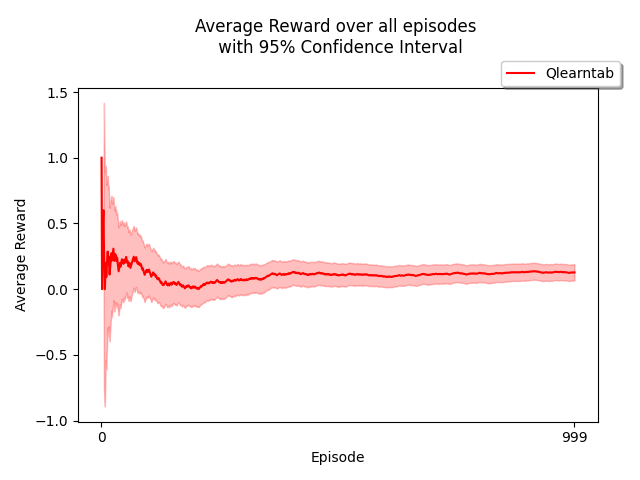 Average Reward over all episodes
with 95% Confidence Interval
Qlearntab
1.5
1.0
0.5
0.0
−0.5
−1.0
Average Reward
0
999
Episode